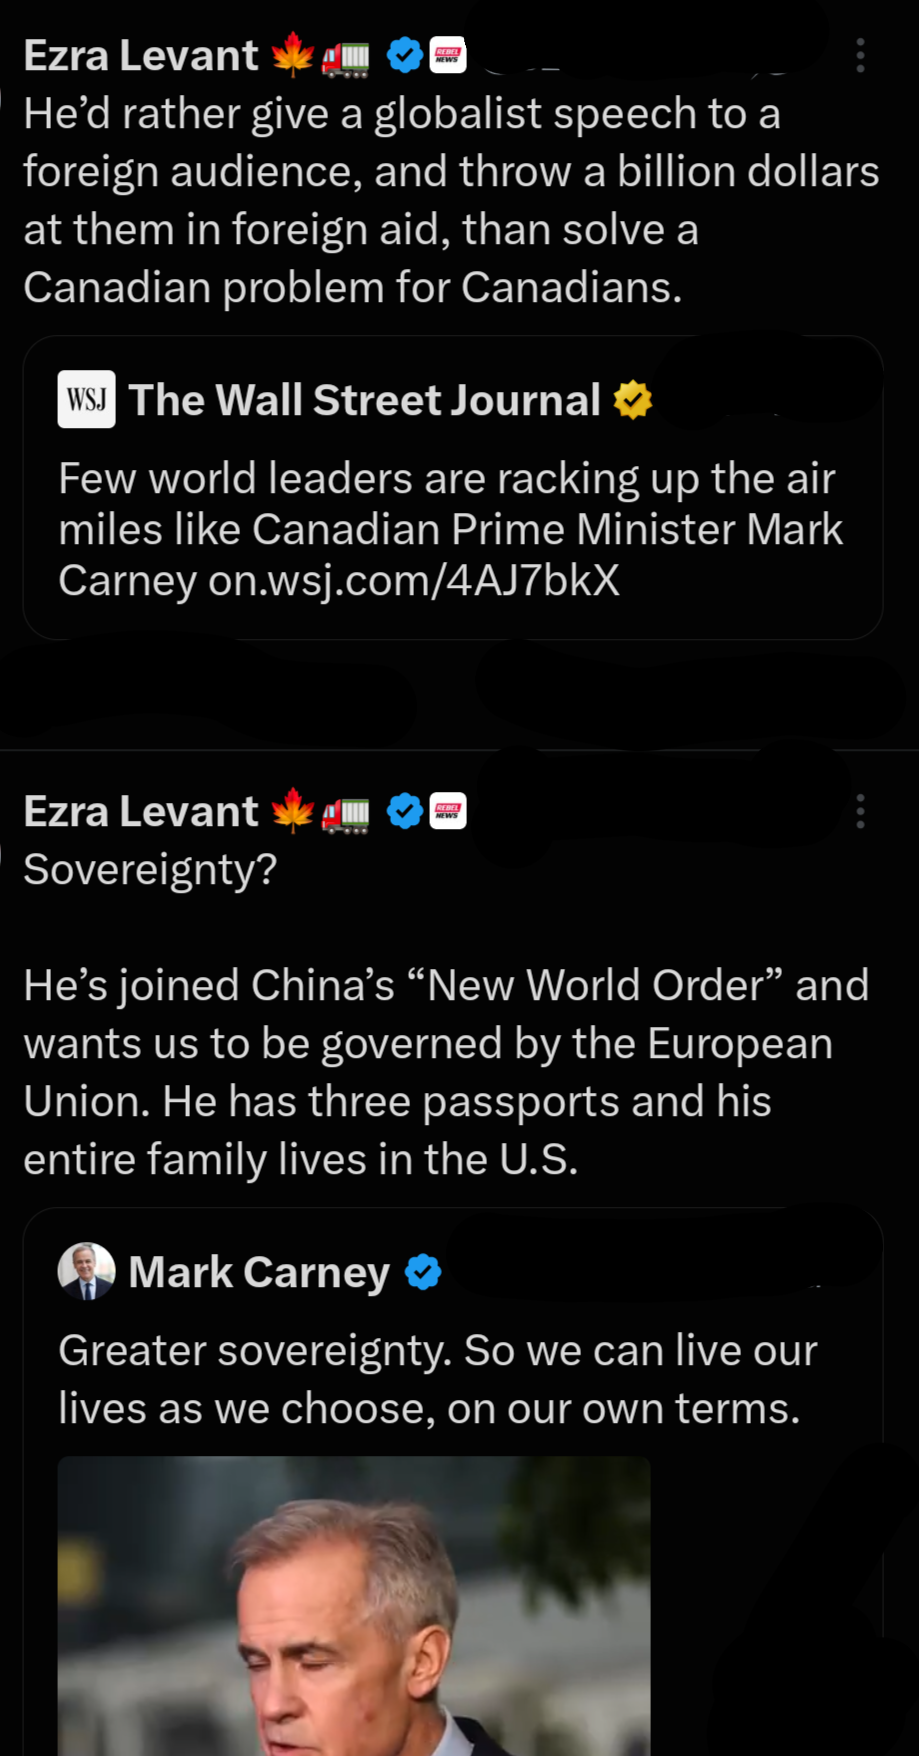 Ezra Levant 🍁🚛 REBEL NEWS
He’d rather give a globalist speech to a
foreign audience, and throw a billion dollars
at them in foreign aid, than solve a
Canadian problem for Canadians.
WSJ The Wall Street Journal
Few world leaders are racking up the air
miles like Canadian Prime Minister Mark
Carney on.wsj.com/4AJ7bkX
Ezra Levant 🍁🚛 REBEL NEWS
Sovereignty?
He’s joined China’s “New World Order” and
wants us to be governed by the European
Union. He has three passports and his
entire family lives in the U.S.
Mark Carney
Greater sovereignty. So we can live our
lives as we choose, on our own terms.